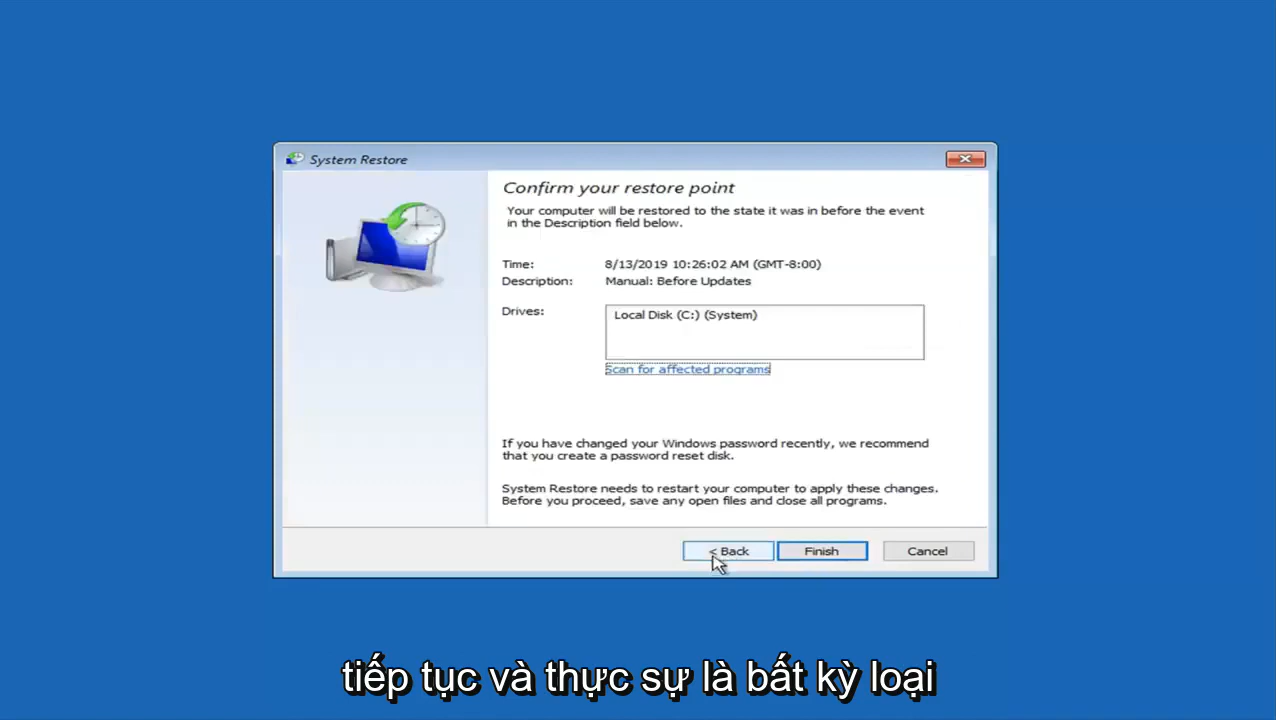 System Restore
Confirm your restore point
Your computer will be restored to the state it was in before the event
in the Description field below.
Time: 8/13/2019 10:26:02 AM (GMT-8:00)
Description: Manual: Before Updates
Drives: Local Disk (C:) (System)
Scan for affected programs
If you have changed your Windows password recently, we recommend
that you create a password reset disk.
System Restore needs to restart your computer to apply these changes.
Before you proceed, save any open files and close all programs.
< Back Finish Cancel
tiếp tục và thực sự là bất kỳ loại